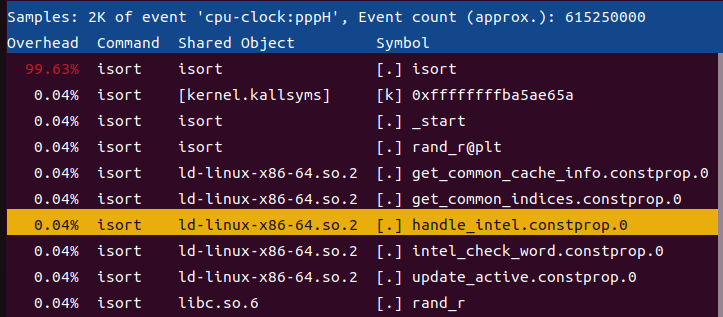 Samples: 2K of event 'cpu-clock:pppH', Event count (approx.): 615250000
Overhead  Command  Shared Object         Symbol
  99.63%  isort    isort                 [.] isort
   0.04%  isort    [kernel.kallsyms]     [k] 0xffffffffba5ae65a
   0.04%  isort    isort                 [.] _start
   0.04%  isort    isort                 [.] rand_r@plt
   0.04%  isort    ld-linux-x86-64.so.2  [.] get_common_cache_info.constprop.0
   0.04%  isort    ld-linux-x86-64.so.2  [.] get_common_indices.constprop.0
   0.04%  isort    ld-linux-x86-64.so.2  [.] handle_intel.constprop.0
   0.04%  isort    ld-linux-x86-64.so.2  [.] intel_check_word.constprop.0
   0.04%  isort    ld-linux-x86-64.so.2  [.] update_active.constprop.0
   0.04%  isort    libc.so.6             [.] rand_r